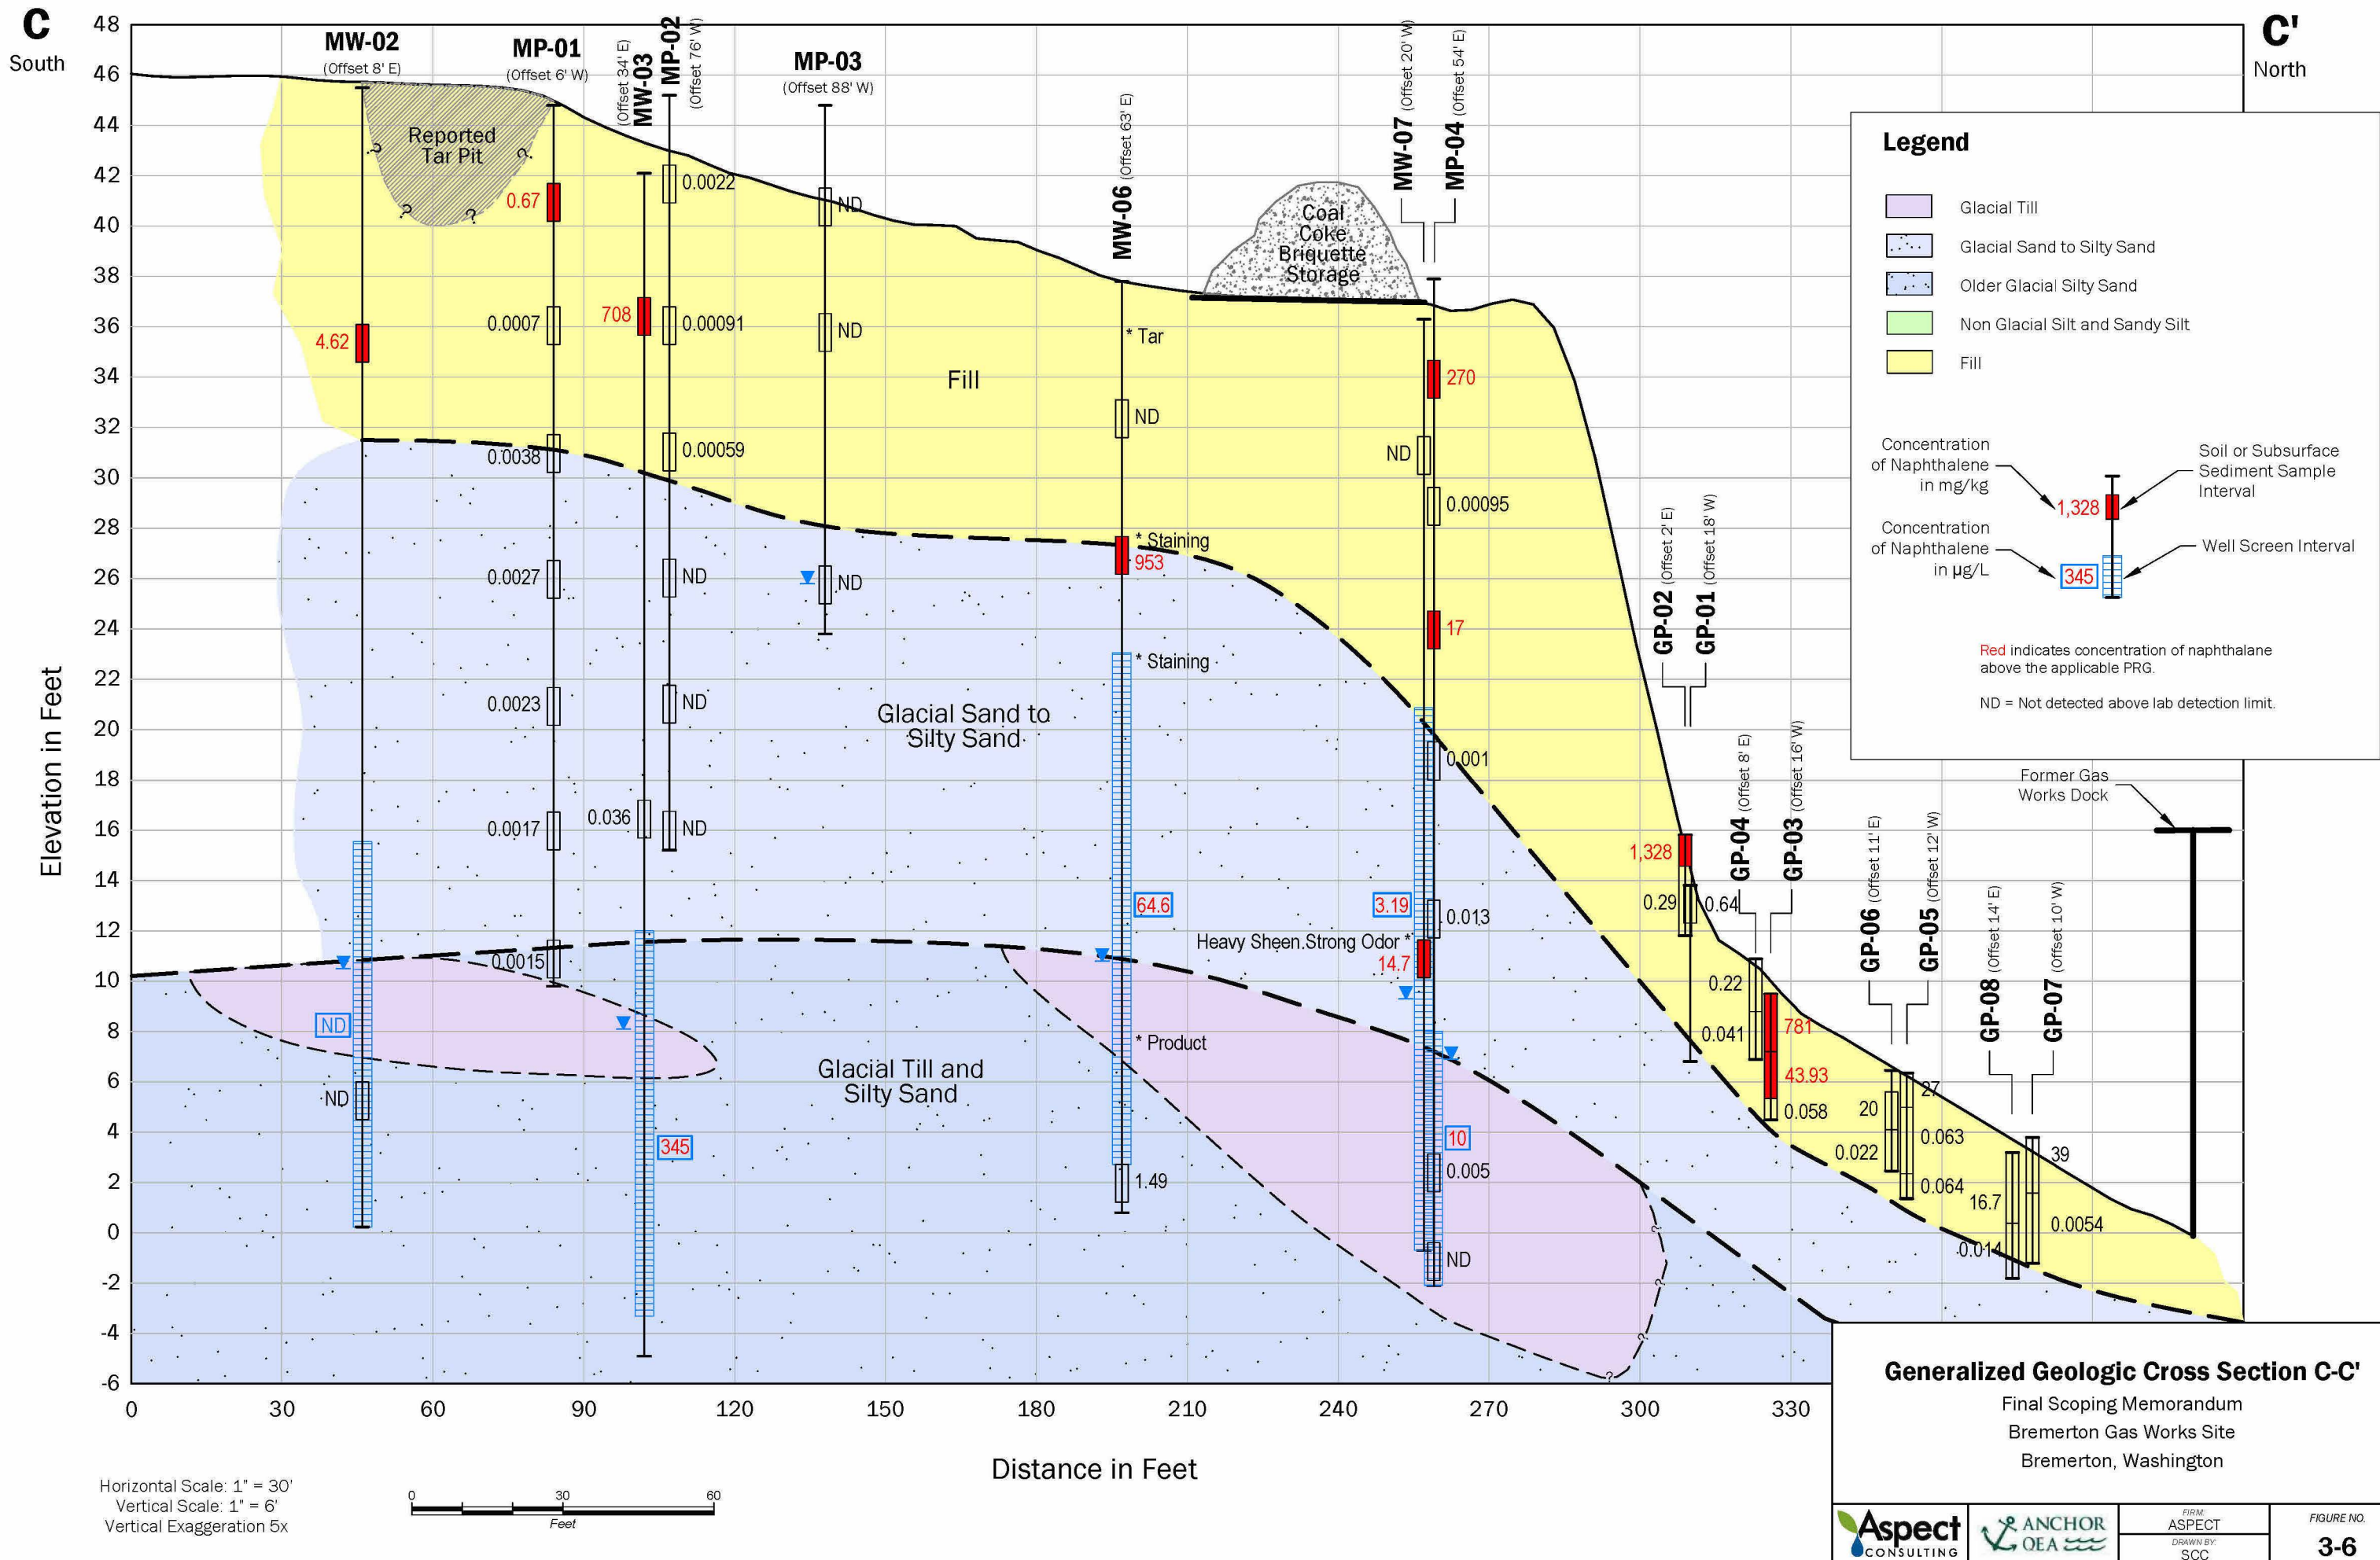 C
South
C'
North
48
46
44
42
40
38
36
34
32
30
28
26
24
22
20
18
16
14
12
10
8
6
4
2
0
-2
-4
-6
Elevation in Feet
0
30
60
90
120
150
180
210
240
270
300
330
Distance in Feet
MW-02
(Offset 8' E)
4.62
ND
ND
Reported
Tar Pit
?
?
?
?
MP-01
(Offset 6' W)
0.67
0.0007
0.0038
0.0027
0.0023
0.0017
0.0015
MW-03
(Offset 34' E)
708
0.036
345
MP-02
(Offset 76' W)
0.0022
0.00091
0.00059
ND
ND
ND
MP-03
(Offset 88' W)
ND
ND
ND
MW-06 (Offset 63' E)
* Tar
ND
* Staining
953
* Staining
64.6
* Product
1.49
Fill
Glacial Sand to
Silty Sand
Glacial Till and
Silty Sand
Coal
Coke
Briquette
Storage
MW-07 (Offset 20' W)
ND
3.19
Heavy Sheen.Strong Odor *
14.7
MP-04 (Offset 54' E)
270
0.00095
17
0.001
0.013
10
0.005
ND
?
?
?
?
GP-02 (Offset 2' E)
1,328
0.29
GP-01 (Offset 18' W)
0.64
GP-04 (Offset 8' E)
0.22
0.041
GP-03 (Offset 16' W)
781
43.93
0.058
GP-06 (Offset 11' E)
20
0.022
GP-05 (Offset 12' W)
27
0.063
0.064
GP-08 (Offset 14' E)
16.7
0.014
GP-07 (Offset 10' W)
39
0.0054
Former Gas
Works Dock
Legend
Glacial Till
Glacial Sand to Silty Sand
Older Glacial Silty Sand
Non Glacial Silt and Sandy Silt
Fill
Concentration
of Naphthalene
in mg/kg
1,328
Soil or Subsurface
Sediment Sample
Interval
Concentration
of Naphthalene
in µg/L
345
Well Screen Interval
Red indicates concentration of naphthalane
above the applicable PRG.
ND = Not detected above lab detection limit.
Horizontal Scale: 1" = 30'
Vertical Scale: 1" = 6'
Vertical Exaggeration 5x
0
30
60
Feet
Generalized Geologic Cross Section C-C'
Final Scoping Memorandum
Bremerton Gas Works Site
Bremerton, Washington
Aspect
CONSULTING
ANCHOR
QEA
FIRM:
ASPECT
DRAWN BY:
SCC
FIGURE NO.
3-6